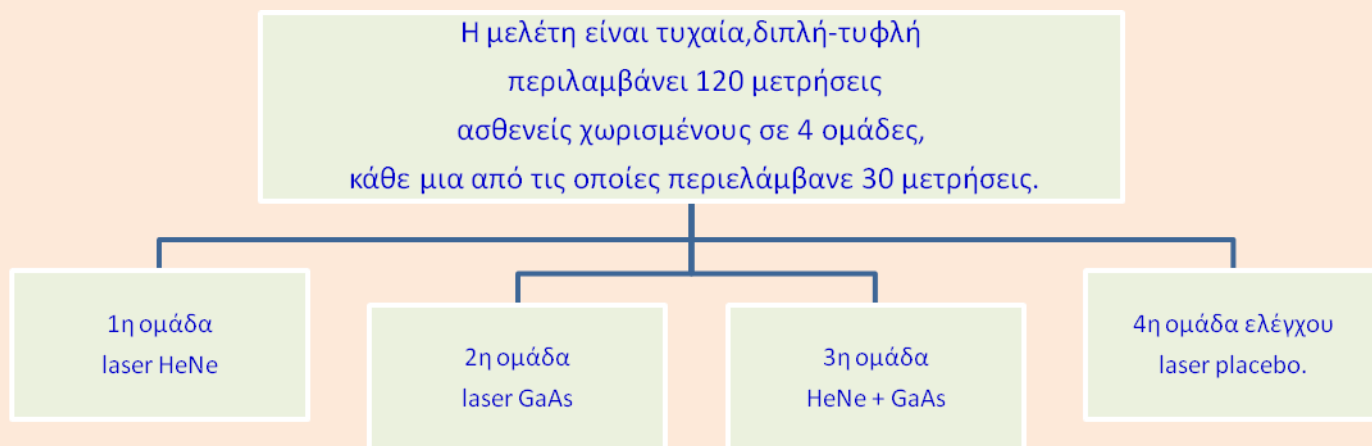 Η μελέτη είναι τυχαία,διπλή-τυφλή
περιλαμβάνει 120 μετρήσεις
ασθενείς χωρισμένους σε 4 ομάδες,
κάθε μια από τις οποίες περιελάμβανε 30 μετρήσεις.
1η ομάδα
laser HeNe
2η ομάδα
laser GaAs
3η ομάδα
HeNe + GaAs
4η ομάδα ελέγχου
laser placebo.